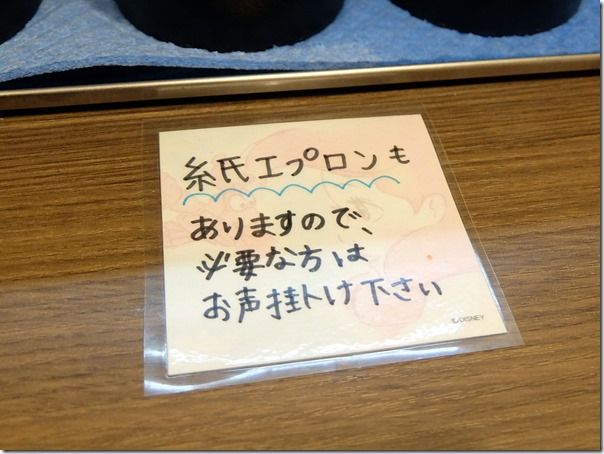 紙エプロンも
ありますので、
必要な方は
お声掛け下さい
©DISNEY